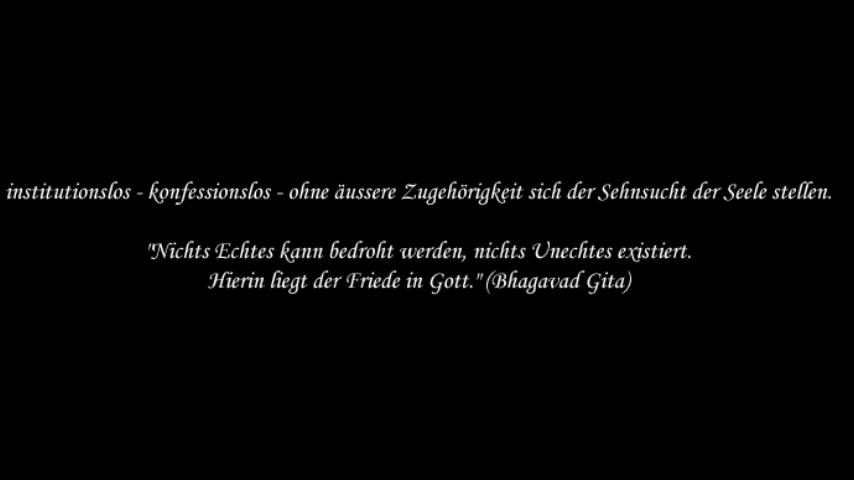 institutionslos - konfessionslos - ohne äussere Zugehörigkeit sich der Sehnsucht der Seele stellen.
"Nichts Echtes kann bedroht werden, nichts Unechtes existiert.
Hierin liegt der Friede in Gott." (Bhagavad Gita)